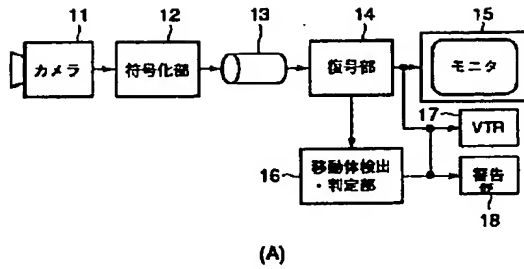 11
12
13
14
15
カメラ
符号化部
復号部
モニタ
17
VTR
16
移動体検出
・判定部
警告
部
18
(A)